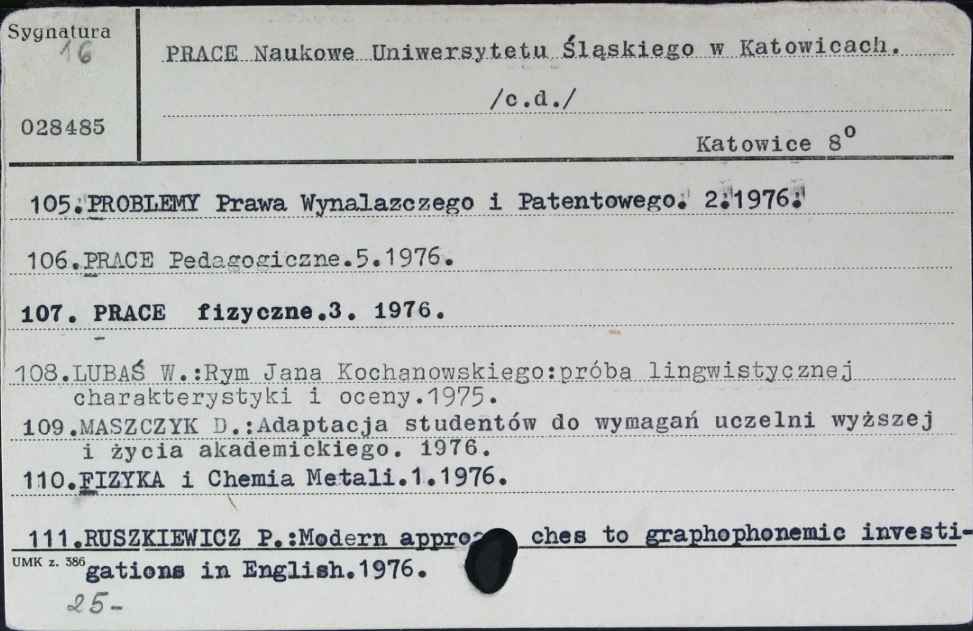 Sygnatura
16
028485
PRACE Naukowe Uniwersytetu Śląskiego w Katowicach.
/c.d./
Katowice 8º
105.PROBLEMY Prawa Wynalazczego i Patentowego. 2.1976.
106.PRACE Pedagogiczne.5.1976.
107. PRACE fizyczne.3. 1976.
108.LUBAŚ W.:Rym Jana Kochanowskiego:próba lingwistycznej
charakterystyki i oceny.1975.
109.MASZCZYK D.:Adaptacja studentów do wymagań uczelni wyższej
i życia akademickiego. 1976.
110.FIZYKA i Chemia Metali.1.1976.
111.RUSZKIEWICZ P.:Modern approa ches to graphophonemic investi-
UMK z. 386 gations in English.1976.
25-